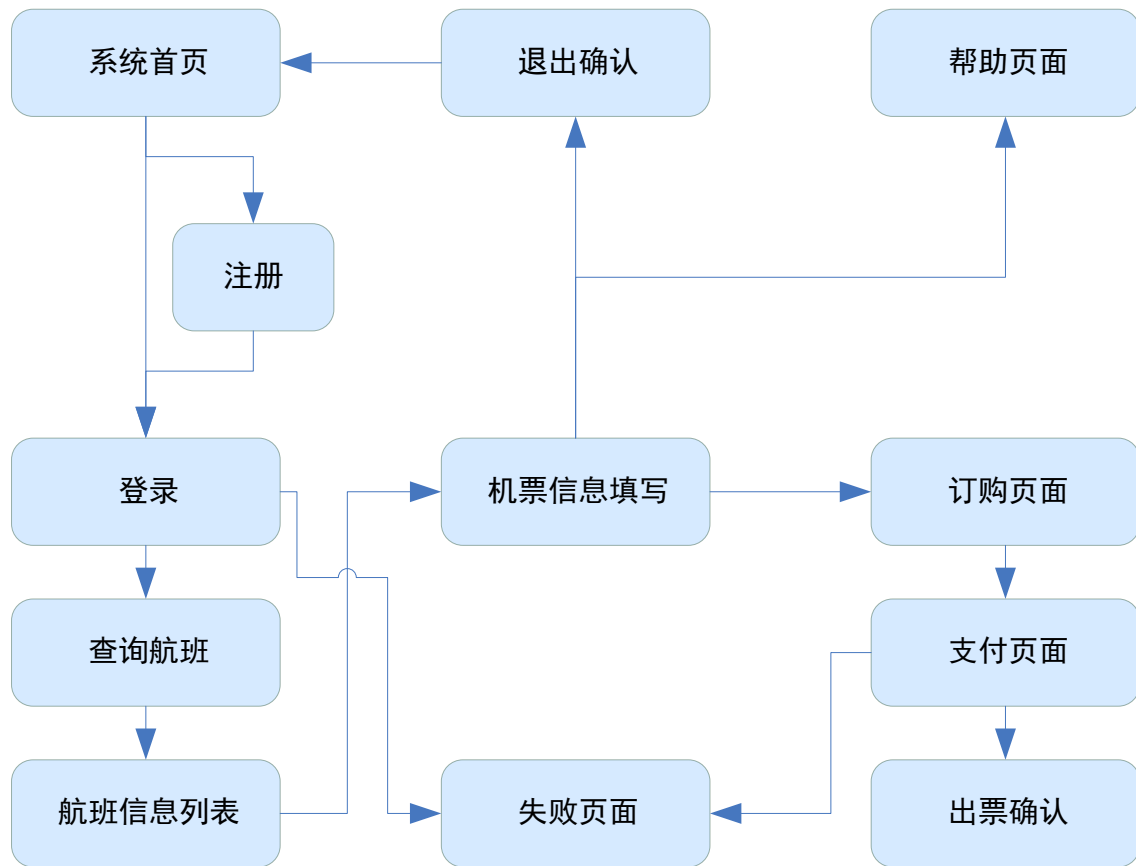 系统首页
退出确认
帮助页面
注册
登录
机票信息填写
订购页面
查询航班
支付页面
航班信息列表
失败页面
出票确认